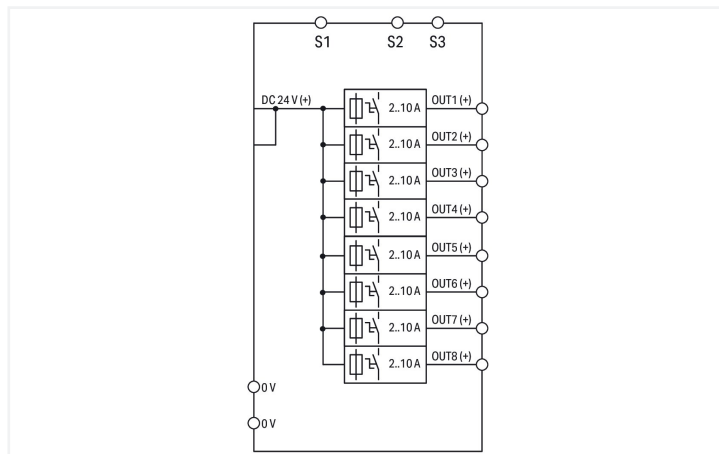 S1 S2 S3
DC 24 V (+)
2..10 A OUT1 (+)
2..10 A OUT2 (+)
2..10 A OUT3 (+)
2..10 A OUT4 (+)
2..10 A OUT5 (+)
2..10 A OUT6 (+)
2..10 A OUT7 (+)
2..10 A OUT8 (+)
0 V
0 V